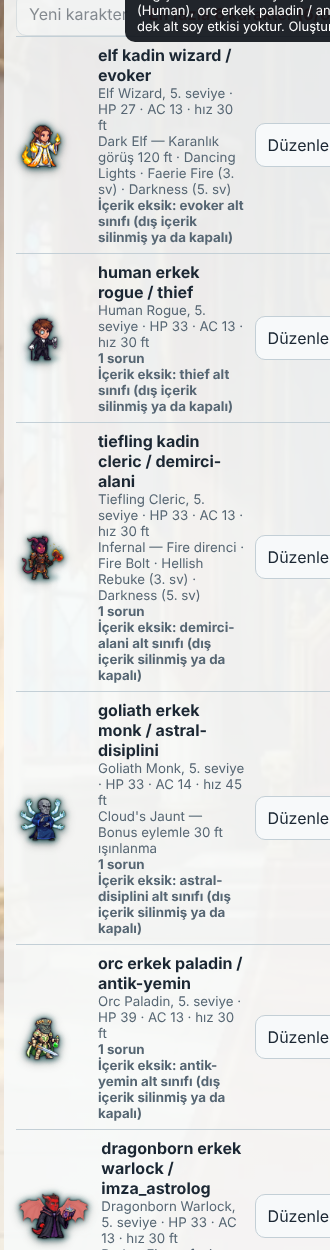 (Human), orc erkek paladin / an
dek alt soy etkisi yoktur. Oluştur
Yeni karakter
elf kadin wizard /
evoker
Elf Wizard, 5. seviye ·
HP 27 · AC 13 · hız 30
ft
Dark Elf — Karanlık
görüş 120 ft · Dancing
Lights · Faerie Fire (3.
sv) · Darkness (5. sv)
İçerik eksik: evoker alt
sınıfı (dış içerik
silinmiş ya da kapalı)
Düzenle
human erkek
rogue / thief
Human Rogue, 5.
seviye · HP 33 · AC 13 ·
hız 30 ft
1 sorun
İçerik eksik: thief alt
sınıfı (dış içerik
silinmiş ya da kapalı)
Düzenle
tiefling kadin
cleric / demirci-
alani
Tiefling Cleric, 5.
seviye · HP 33 · AC 13 ·
hız 30 ft
Infernal — Fire direnci ·
Fire Bolt · Hellish
Rebuke (3. sv) ·
Darkness (5. sv)
1 sorun
İçerik eksik: demirci-
alani alt sınıfı (dış
içerik silinmiş ya da
kapalı)
Düzenle
goliath erkek
monk / astral-
disiplini
Goliath Monk, 5. seviye
· HP 33 · AC 14 · hız 45
ft
Cloud's Jaunt —
Bonus eylemle 30 ft
ışınlanma
1 sorun
İçerik eksik: astral-
disiplini alt sınıfı (dış
içerik silinmiş ya da
kapalı)
Düzenle
orc erkek paladin /
antik-yemin
Orc Paladin, 5. seviye ·
HP 39 · AC 13 · hız 30
ft
1 sorun
İçerik eksik: antik-
yemin alt sınıfı (dış
içerik silinmiş ya da
kapalı)
Düzenle
dragonborn erkek
warlock /
imza_astrolog
Dragonborn Warlock,
5. seviye · HP 33 · AC
13 · hız 30 ft
Düzenle